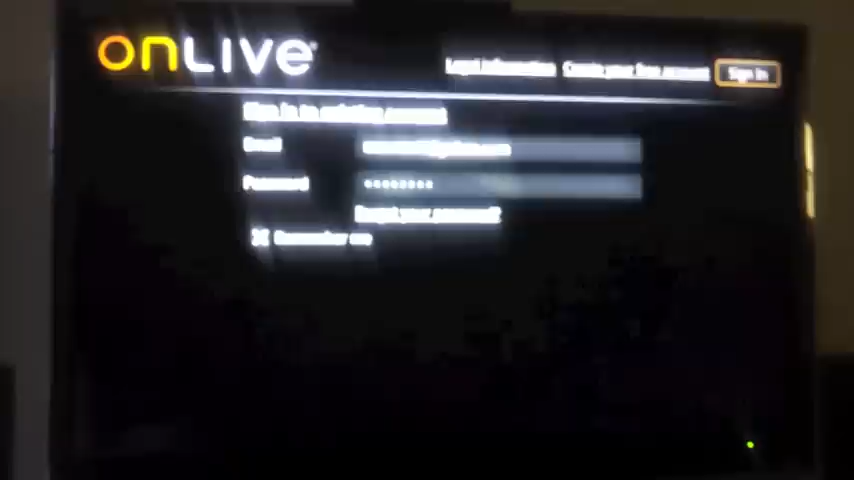 ONLIVE
Legal Information Create your free account Sign In
Sign in to existing account
Email
Password ••••••••
Forgot your password?
Remember me